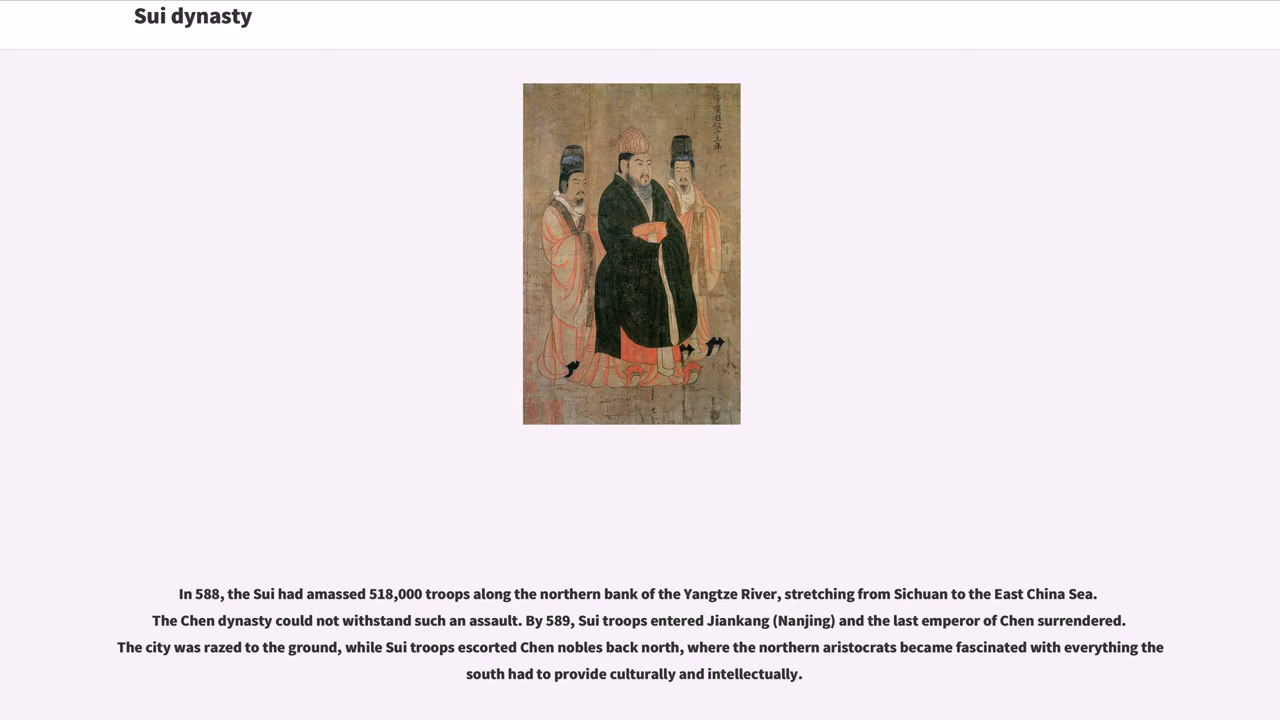 Sui dynasty
In 588, the Sui had amassed 518,000 troops along the northern bank of the Yangtze River, stretching from Sichuan to the East China Sea.
The Chen dynasty could not withstand such an assault. By 589, Sui troops entered Jiankang (Nanjing) and the last emperor of Chen surrendered.
The city was razed to the ground, while Sui troops escorted Chen nobles back north, where the northern aristocrats became fascinated with everything the
south had to provide culturally and intellectually.